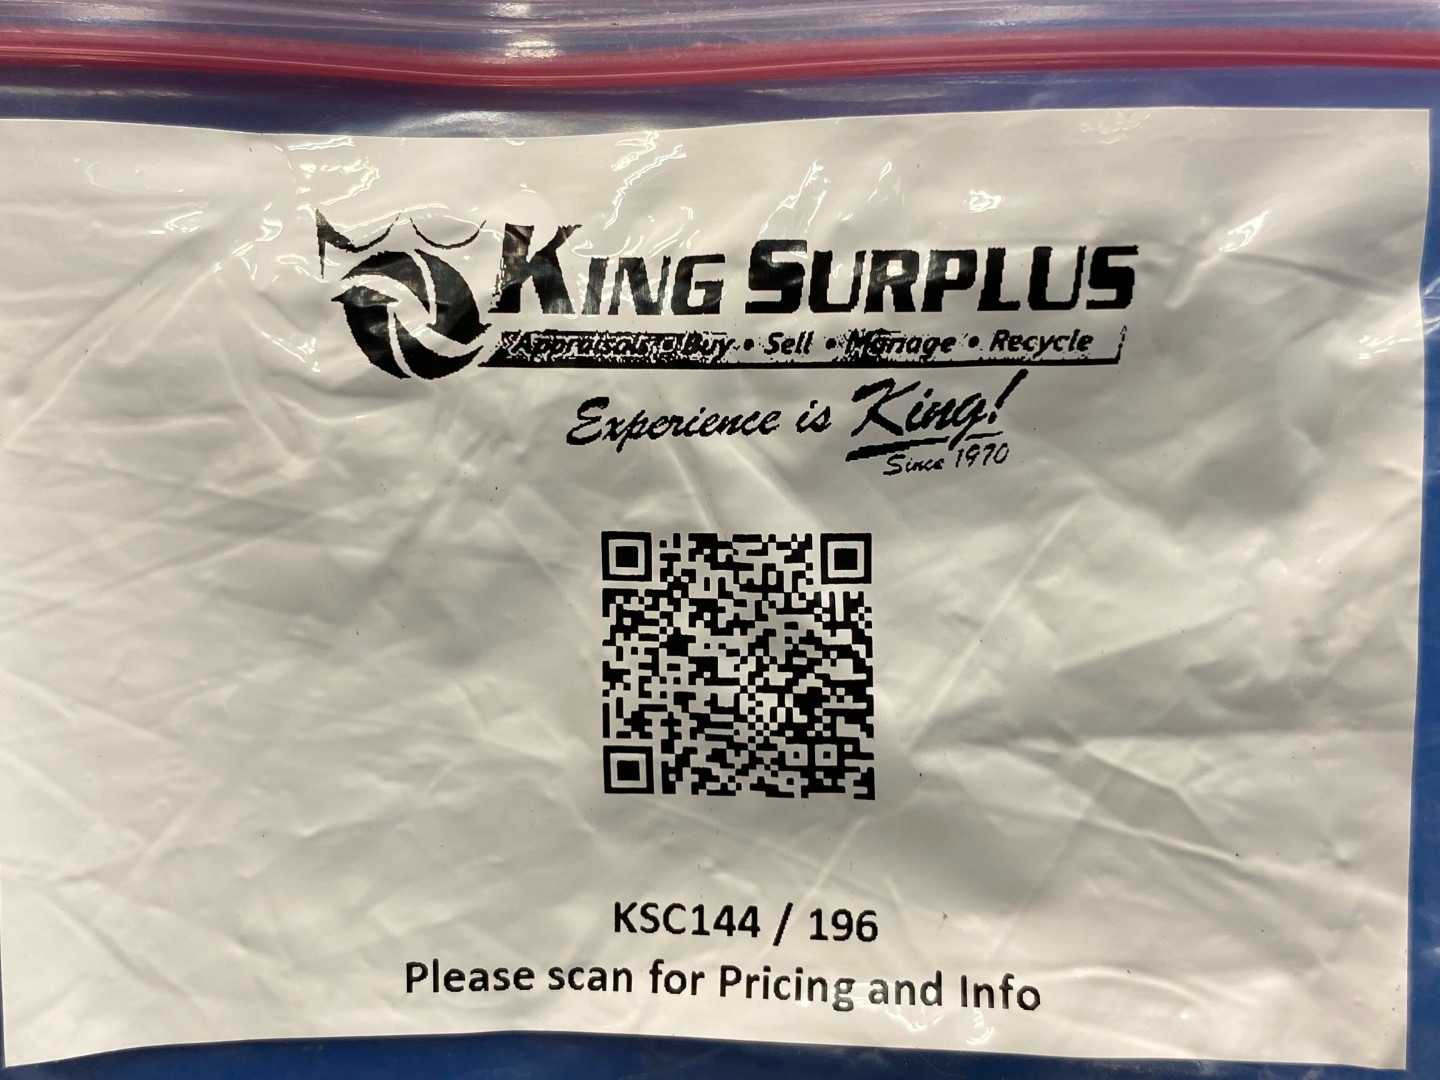 KING SURPLUS
Appraisals • Buy • Sell • Manage • Recycle
Experience is King!
Since 1970
KSC144 / 196
Please scan for Pricing and Info